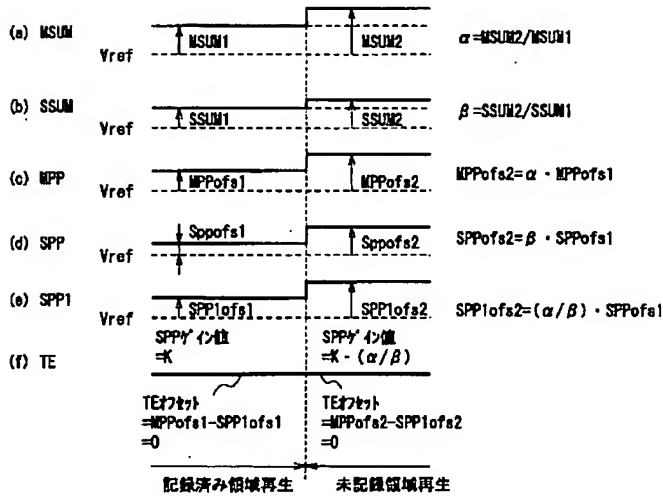 (a) MSUM
Vref
MSUM1
MSUM2
α=MSUM2/MSUM1
(b) SSUM
Vref
SSUM1
SSUM2
β=SSUM2/SSUM1
(c) MPP
Vref
MPPofs1
MPPofs2
MPPofs2=α・MPPofs1
(d) SPP
Vref
Sppofs1
Sppofs2
SPPofs2=β・SPPofs1
(e) SPP1
Vref
SPP1ofs1
SPP1ofs2
SPP1ofs2=(α/β)・SPPofs1
SPPゲイン値
=K
SPPゲイン値
=K・(α/β)
(f) TE
TEオフセット
=MPPofs1-SPP1ofs1
=0
TEオフセット
=MPPofs2-SPP1ofs2
=0
記録済み領域再生
未記録領域再生